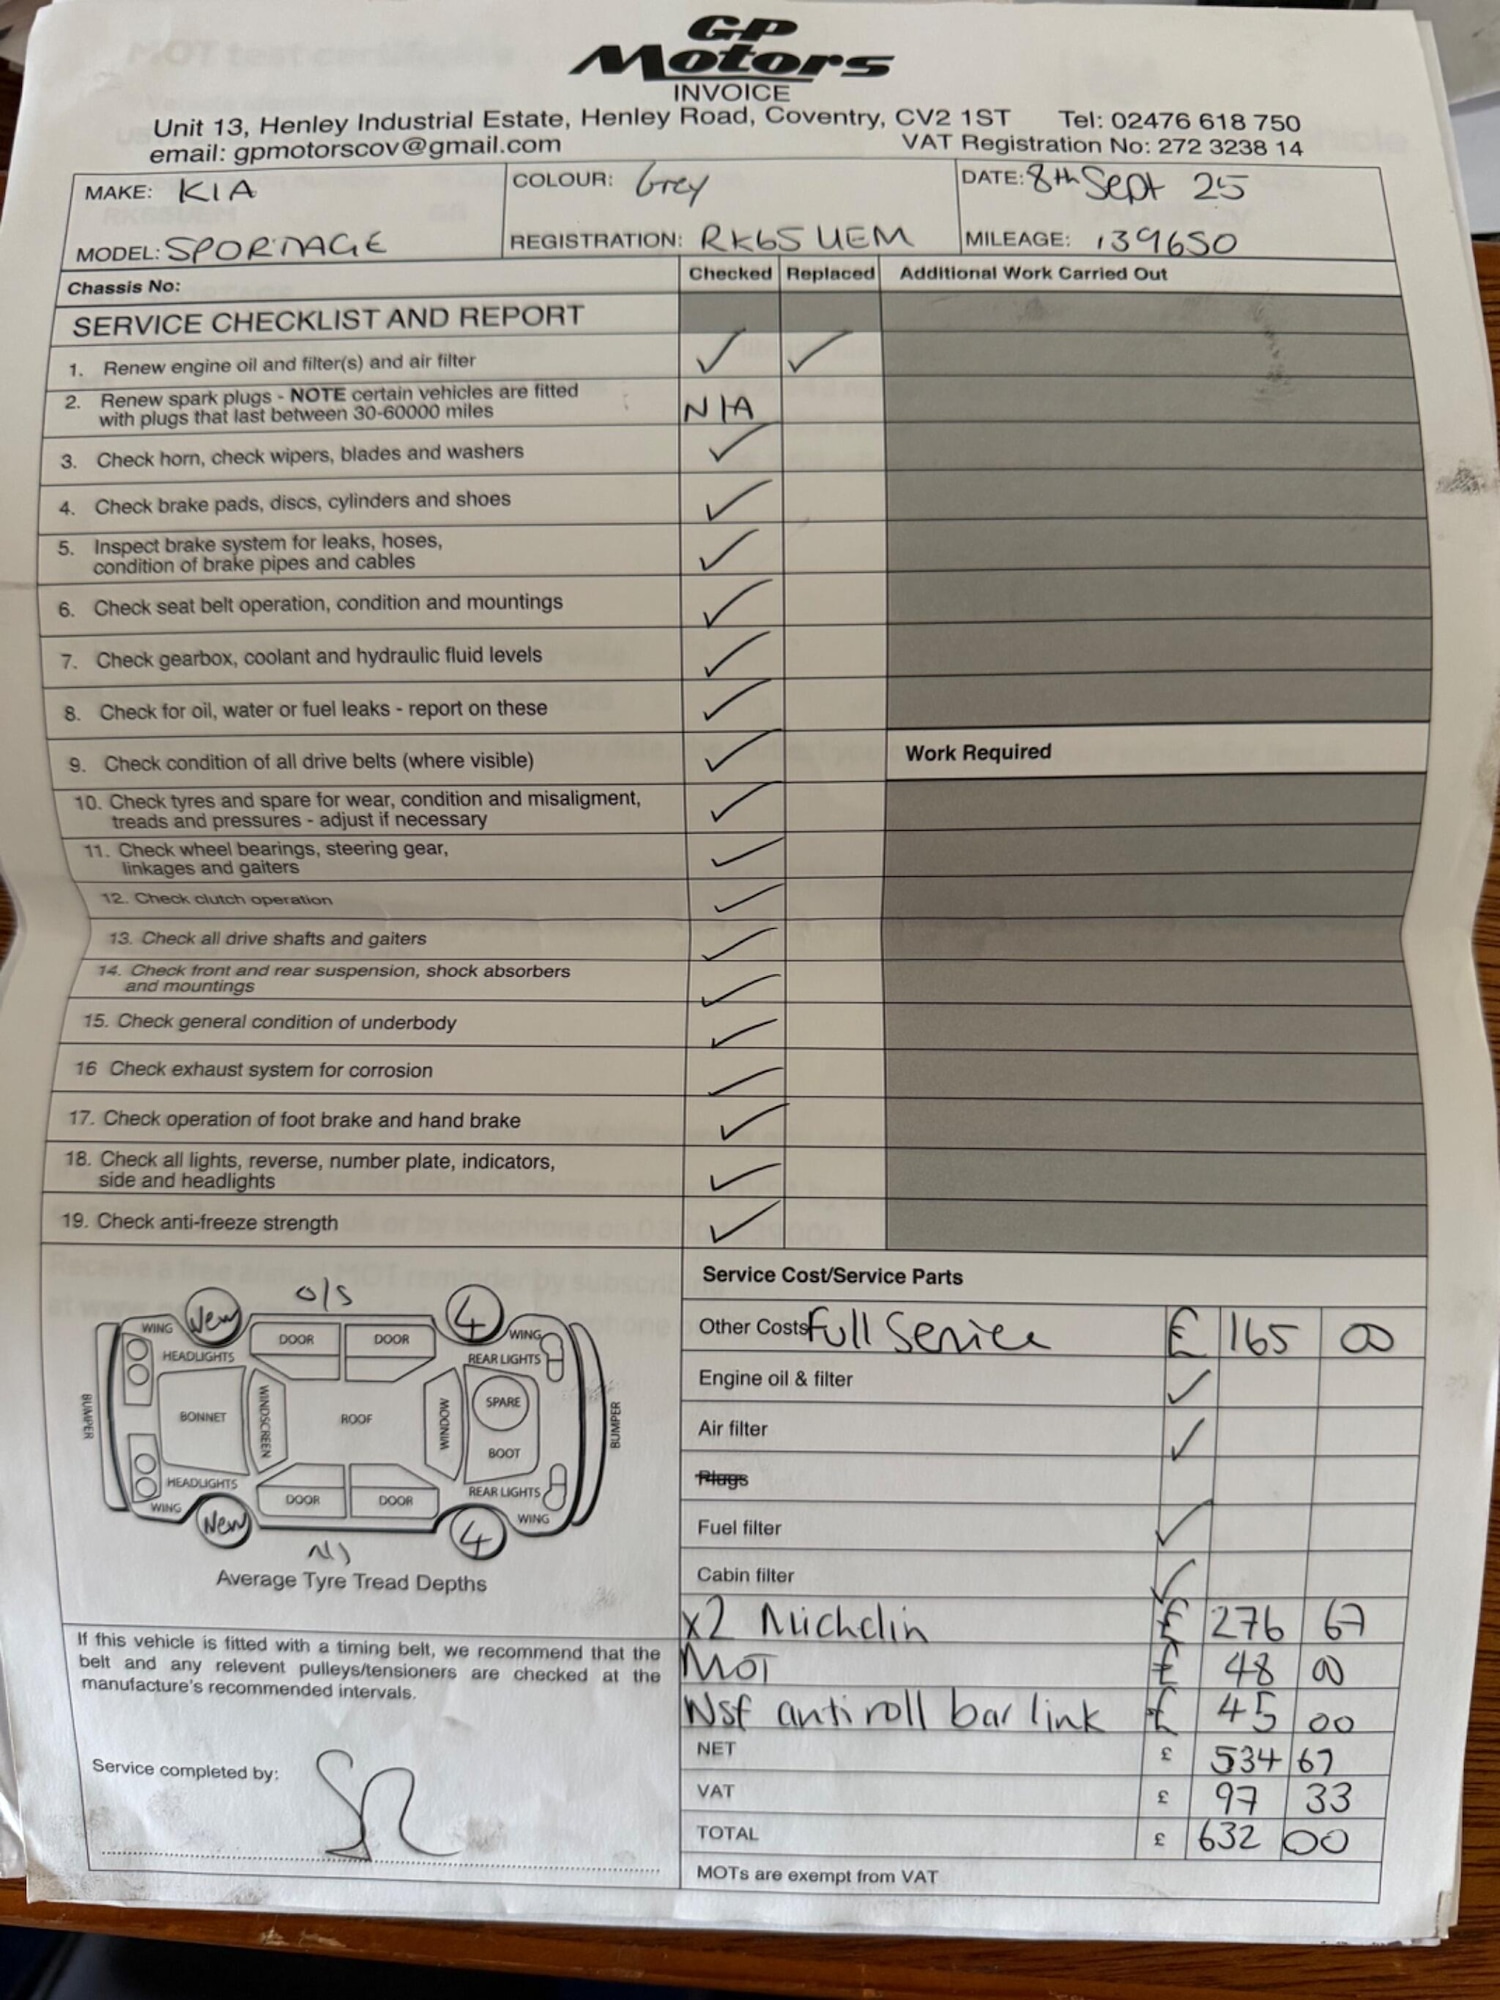 GP
Motors
INVOICE
Unit 13, Henley Industrial Estate, Henley Road, Coventry, CV2 1ST Tel: 02476 618 750
email: gpmotorscov@gmail.com VAT Registration No: 272 3238 14
MAKE: KIA COLOUR: Grey DATE: 8th Sept 25
MODEL: SPORTAGE REGISTRATION: RK65 UEM MILEAGE: 139650
Chassis No: Checked Replaced Additional Work Carried Out
SERVICE CHECKLIST AND REPORT
1. Renew engine oil and filter(s) and air filter ✓ ✓
2. Renew spark plugs - NOTE certain vehicles are fitted
with plugs that last between 30-60000 miles N/A
3. Check horn, check wipers, blades and washers ✓
4. Check brake pads, discs, cylinders and shoes ✓
5. Inspect brake system for leaks, hoses,
condition of brake pipes and cables ✓
6. Check seat belt operation, condition and mountings ✓
7. Check gearbox, coolant and hydraulic fluid levels ✓
8. Check for oil, water or fuel leaks - report on these ✓
9. Check condition of all drive belts (where visible) ✓ Work Required
10. Check tyres and spare for wear, condition and misaligment,
treads and pressures - adjust if necessary ✓
11. Check wheel bearings, steering gear,
linkages and gaiters ✓
12. Check clutch operation ✓
13. Check all drive shafts and gaiters ✓
14. Check front and rear suspension, shock absorbers
and mountings ✓
15. Check general condition of underbody ✓
16 Check exhaust system for corrosion ✓
17. Check operation of foot brake and hand brake ✓
18. Check all lights, reverse, number plate, indicators,
side and headlights ✓
19. Check anti-freeze strength ✓
O/S
New 4
WING DOOR DOOR WING
HEADLIGHTS REAR LIGHTS
BUMPER BONNET WINDSCREEN ROOF WINDOW SPARE BOOT BUMPER
HEADLIGHTS REAR LIGHTS
WING DOOR DOOR WING
New 4
N/S
Average Tyre Tread Depths
If this vehicle is fitted with a timing belt, we recommend that the
belt and any relevent pulleys/tensioners are checked at the
manufacture's recommended intervals.
Service completed by:
Service Cost/Service Parts
Other Costs Full Service £ 165 00
Engine oil & filter ✓
Air filter ✓
Plugs
Fuel filter ✓
Cabin filter ✓
x2 Michelin £ 276 67
MOT £ 48 00
Nsf anti roll bar link £ 45 00
NET £ 534 67
VAT £ 97 33
TOTAL £ 632 00
MOTs are exempt from VAT